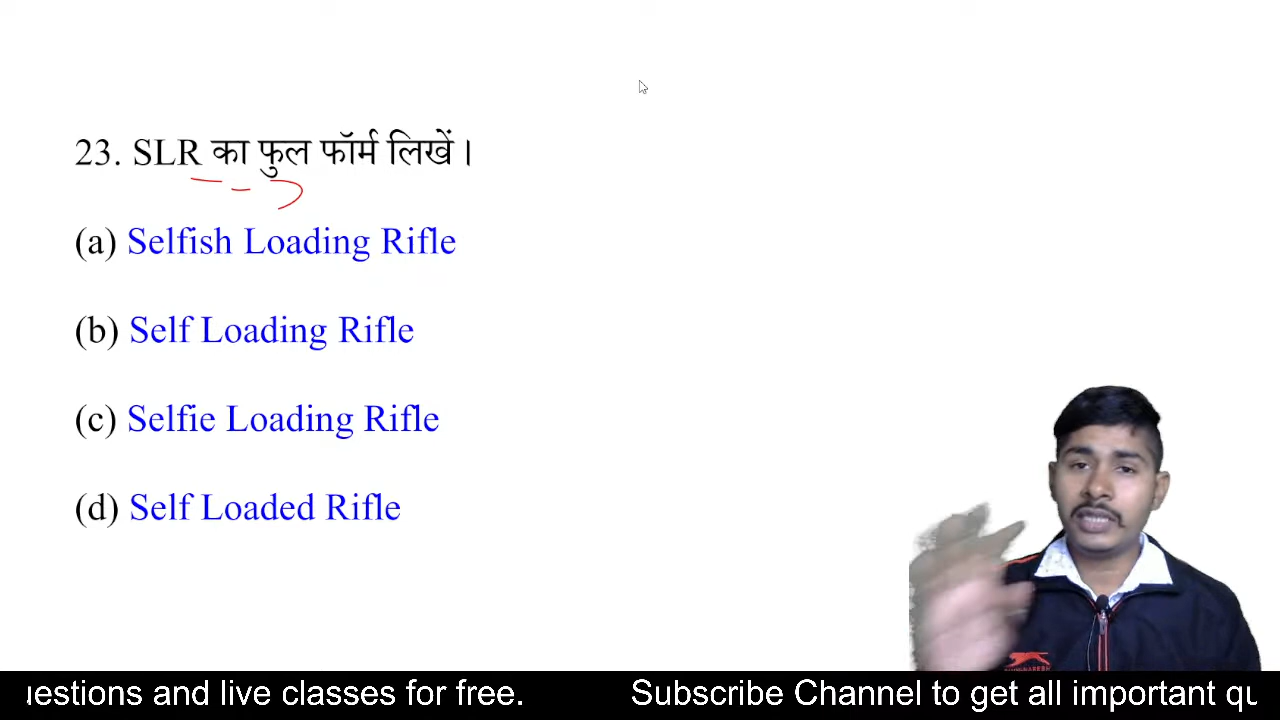 23. SLR का फुल फॉर्म लिखें।
(a) Selfish Loading Rifle
(b) Self Loading Rifle
(c) Selfie Loading Rifle
(d) Self Loaded Rifle
uestions and live classes for free. Subscribe Channel to get all important qu